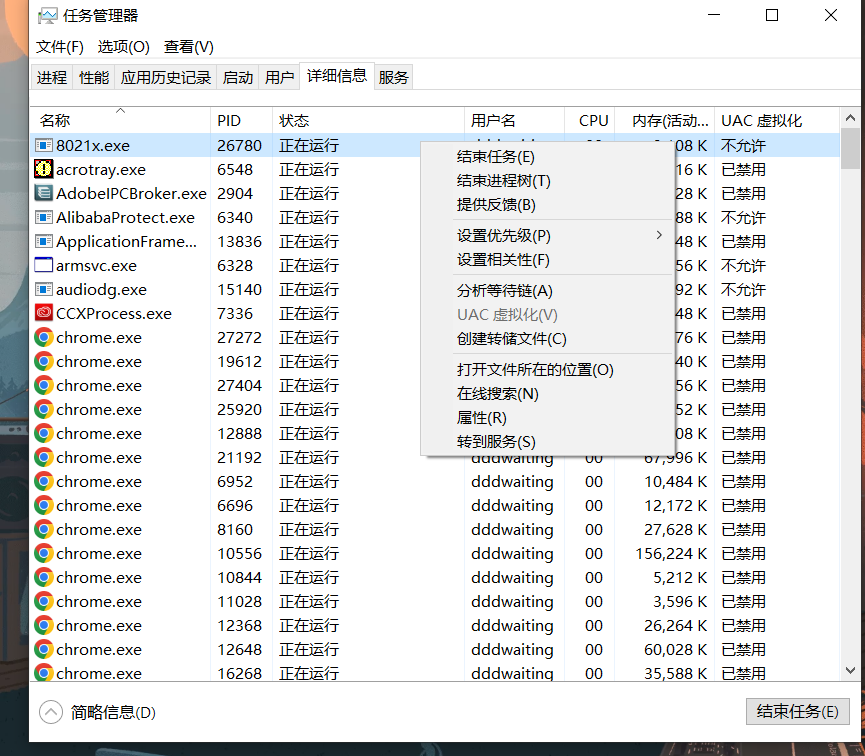 任务管理器
文件(F) 选项(O) 查看(V)
进程 性能 应用历史记录 启动 用户 详细信息 服务
名称 PID 状态 用户名 CPU 内存(活动... UAC 虚拟化
8021x.exe 26780 正在运行 108 K 不允许
acrotray.exe 6548 正在运行 16 K 已禁用
AdobeIPCBroker.exe 2904 正在运行 28 K 已禁用
AlibabaProtect.exe 6340 正在运行 88 K 不允许
ApplicationFrame... 13836 正在运行 48 K 已禁用
armsvc.exe 6328 正在运行 56 K 不允许
audiodg.exe 15140 正在运行 92 K 不允许
CCXProcess.exe 7336 正在运行 48 K 已禁用
chrome.exe 27272 正在运行 76 K 已禁用
chrome.exe 19612 正在运行 40 K 已禁用
chrome.exe 27404 正在运行 56 K 已禁用
chrome.exe 25920 正在运行 52 K 已禁用
chrome.exe 12888 正在运行 08 K 已禁用
chrome.exe 21192 正在运行 dddwaiting 00 67,996 K 已禁用
chrome.exe 6952 正在运行 dddwaiting 00 10,484 K 已禁用
chrome.exe 6696 正在运行 dddwaiting 00 12,172 K 已禁用
chrome.exe 8160 正在运行 dddwaiting 00 27,628 K 已禁用
chrome.exe 10556 正在运行 dddwaiting 00 156,224 K 已禁用
chrome.exe 10844 正在运行 dddwaiting 00 5,212 K 已禁用
chrome.exe 11028 正在运行 dddwaiting 00 3,596 K 已禁用
chrome.exe 12368 正在运行 dddwaiting 00 26,264 K 已禁用
chrome.exe 12648 正在运行 dddwaiting 00 60,028 K 已禁用
chrome.exe 16268 正在运行 dddwaiting 00 35,588 K 已禁用
结束任务(E)
结束进程树(T)
提供反馈(B)
设置优先级(P)
设置相关性(F)
分析等待链(A)
UAC 虚拟化(V)
创建转储文件(C)
打开文件所在的位置(O)
在线搜索(N)
属性(R)
转到服务(S)
简略信息(D)
结束任务(E)